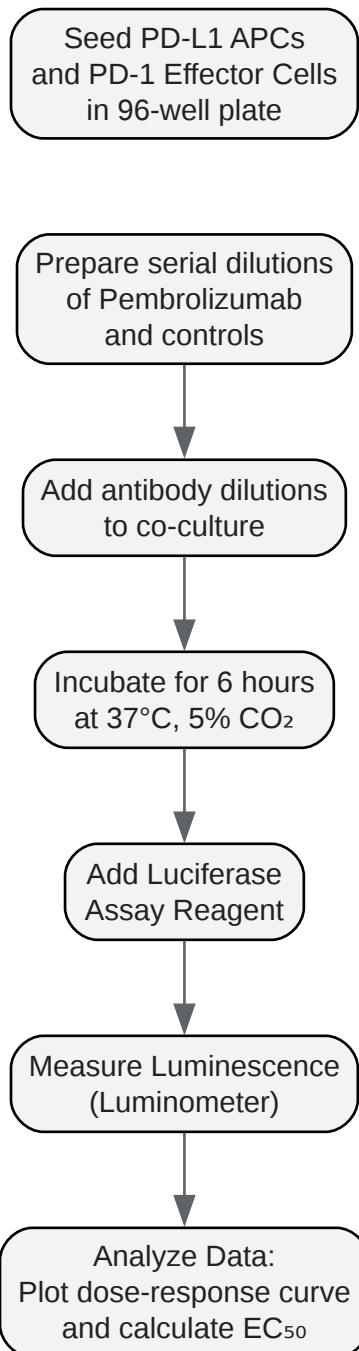 Seed PD-L1 APCs
and PD-1 Effector Cells
in 96-well plate
Prepare serial dilutions
of Pembrolizumab
and controls
Add antibody dilutions
to co-culture
Incubate for 6 hours
at 37°C, 5% CO₂
Add Luciferase
Assay Reagent
Measure Luminescence
(Luminometer)
Analyze Data:
Plot dose-response curve
and calculate EC₅₀